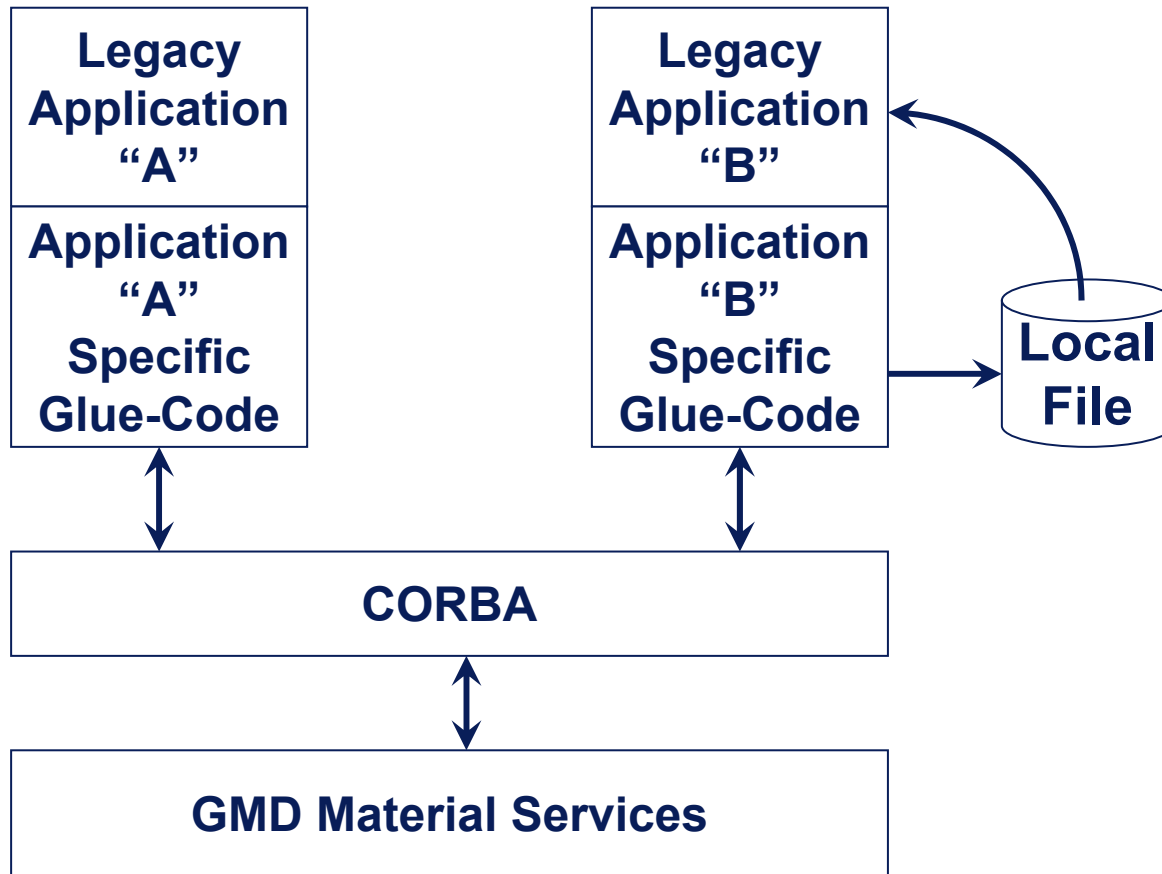 Legacy
Application
“A”
Application
“A”
Specific
Glue-Code
Legacy
Application
“B”
Application
“B”
Specific
Glue-Code
Local
File
CORBA
GMD Material Services